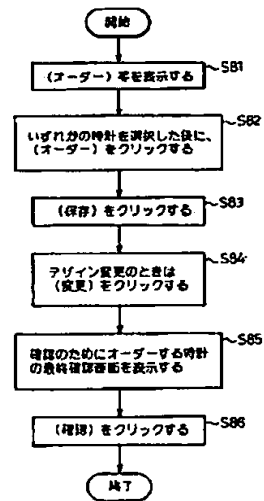 開始
(オーダー)等を表示する
S81
いずれかの時計を選択した後に、
(オーダー)をクリックする
S82
(保存)をクリックする
S83
デザイン変更のときは
(変更)をクリックする
S84
確認のためにオーダーする時計
の最終確認画面を表示する
S85
(確認)をクリックする
S86
終了